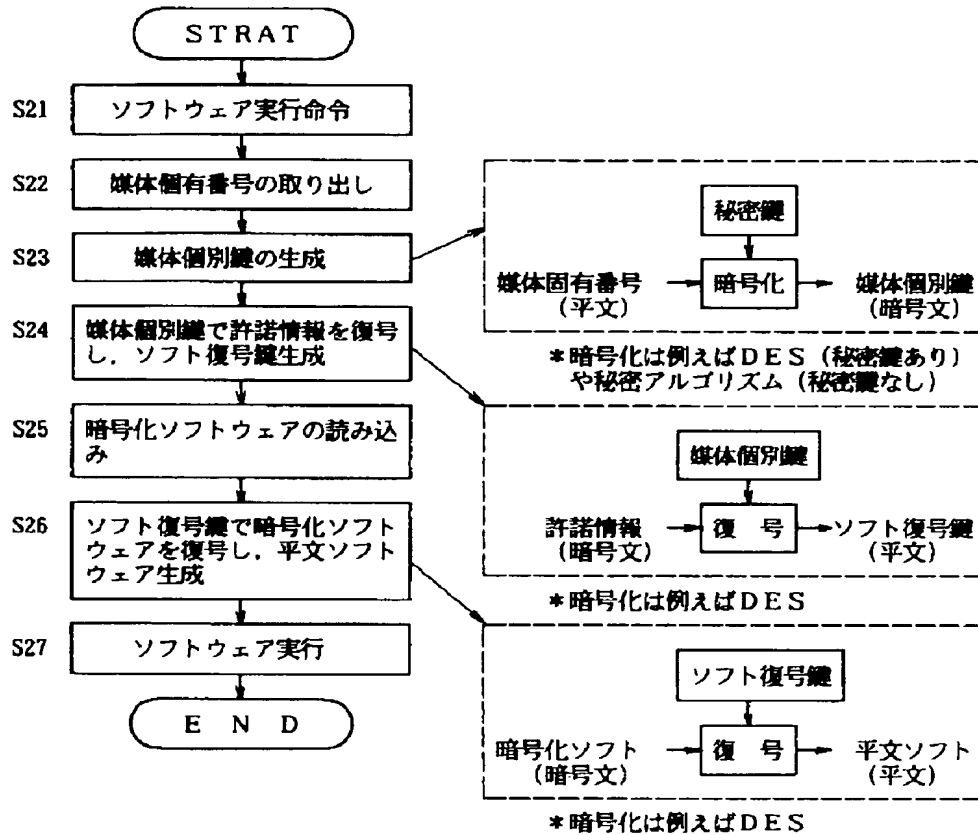 STRAT
S21
ソフトウェア実行命令
S22
媒体個有番号の取り出し
S23
媒体個別鍵の生成
S24
媒体個別鍵で許諾情報を復号
し，ソフト復号鍵生成
S25
暗号化ソフトウェアの読み込
み
S26
ソフト復号鍵で暗号化ソフト
ウェアを復号し，平文ソフト
ウェア生成
S27
ソフトウェア実行
END
秘密鍵
媒体固有番号
(平文)
暗号化
媒体個別鍵
(暗号文)
*暗号化は例えばDES（秘密鍵あり）
や秘密アルゴリズム（秘密鍵なし）
媒体個別鍵
許諾情報
(暗号文)
復 号
ソフト復号鍵
(平文)
*暗号化は例えばDES
ソフト復号鍵
暗号化ソフト
(暗号文)
復 号
平文ソフト
(平文)
*暗号化は例えばDES